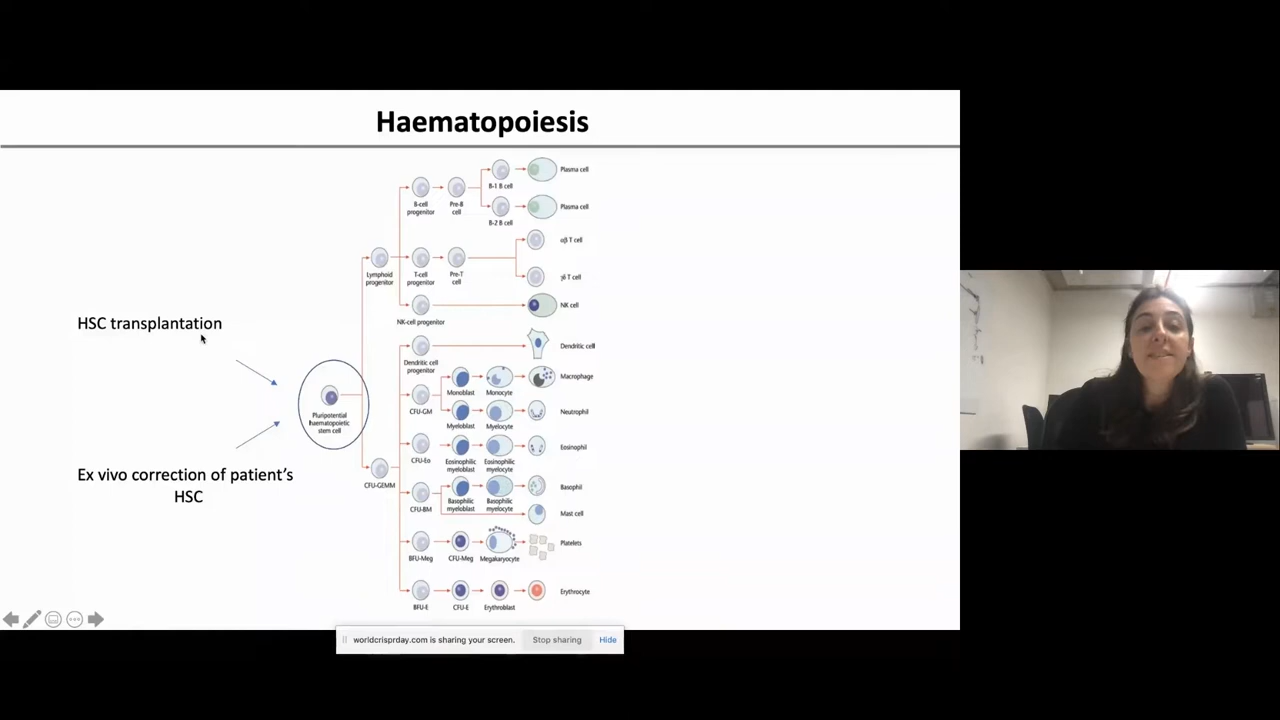 Haematopoiesis
HSC transplantation
Ex vivo correction of patient's
HSC
Pluripotential
haematopoietic
stem cell
Lymphoid
progenitor
CFU-GEMM
B-cell
progenitor
Pre-B
cell
B-1 B cell
Plasma cell
B-2 B cell
Plasma cell
T-cell
progenitor
Pre-T
cell
αβ T cell
γδ T cell
NK-cell progenitor
NK cell
Dendritic cell
progenitor
Dendritic cell
CFU-GM
Monoblast
Monocyte
Macrophage
Myeloblast
Myelocyte
Neutrophil
CFU-Eo
Eosinophilic
myeloblast
Eosinophilic
myelocyte
Eosinophil
CFU-BM
Basophilic
myeloblast
Basophilic
myelocyte
Basophil
Mast cell
BFU-Meg
CFU-Meg
Megakaryocyte
Platelets
BFU-E
CFU-E
Erythroblast
Erythrocyte
worldcrisprday.com is sharing your screen.
Stop sharing
Hide